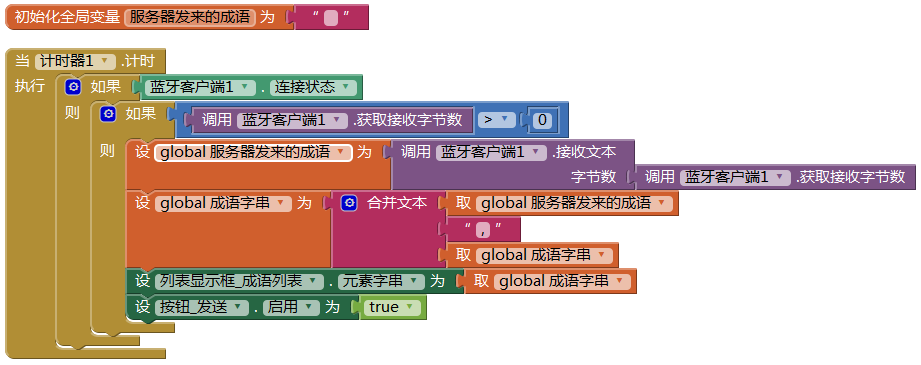 初始化全局变量 服务器发来的成语 为 " "
当 计时器1 .计时
执行 如果 蓝牙客户端1 . 连接状态
则 如果 调用 蓝牙客户端1 .获取接收字节数 > 0
则 设 global 服务器发来的成语 为 调用 蓝牙客户端1 .接收文本
字节数 调用 蓝牙客户端1 .获取接收字节数
设 global 成语字串 为 合并文本 取 global 服务器发来的成语
" , "
取 global 成语字串
设 列表显示框_成语列表 . 元素字串 为 取 global 成语字串
设 按钮_发送 . 启用 为 true